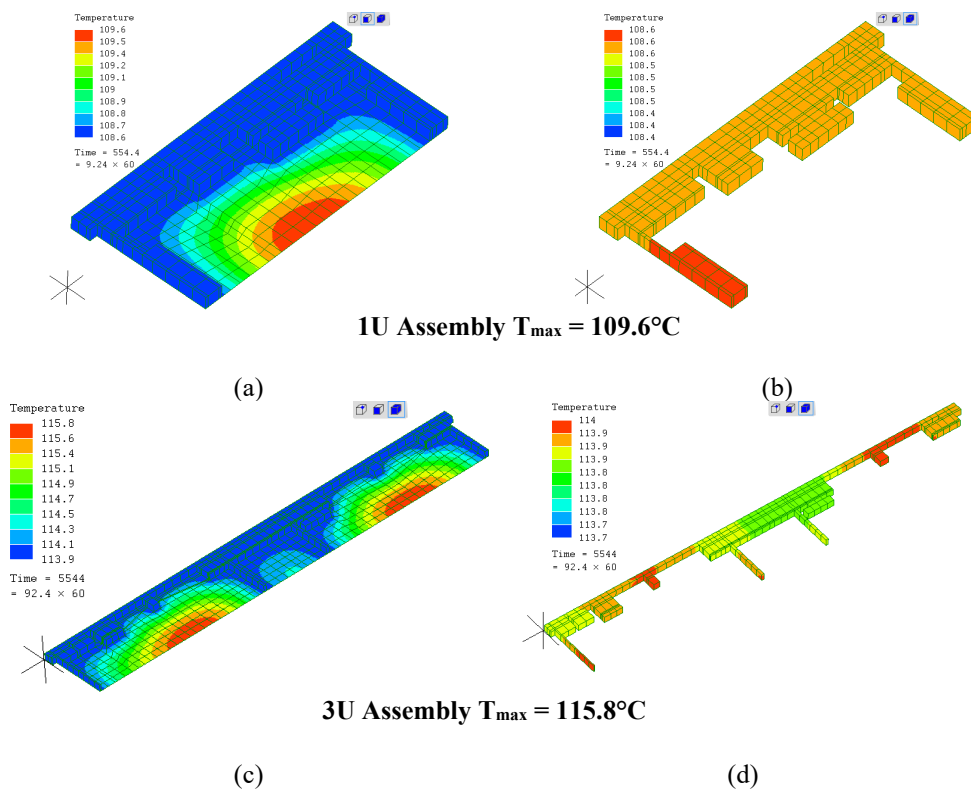 Temperature
109.6
109.5
109.4
109.2
109.1
109
108.9
108.8
108.7
108.6
Time = 554.4
= 9.24 × 60
Temperature
108.6
108.6
108.6
108.5
108.5
108.5
108.5
108.4
108.4
108.4
Time = 554.4
= 9.24 × 60
1U Assembly Tmax = 109.6°C
(a)
(b)
Temperature
115.8
115.6
115.4
115.1
114.9
114.7
114.5
114.3
114.1
113.9
Time = 5544
= 92.4 × 60
Temperature
114
113.9
113.9
113.9
113.8
113.8
113.8
113.8
113.7
113.7
Time = 5544
= 92.4 × 60
3U Assembly Tmax = 115.8°C
(c)
(d)